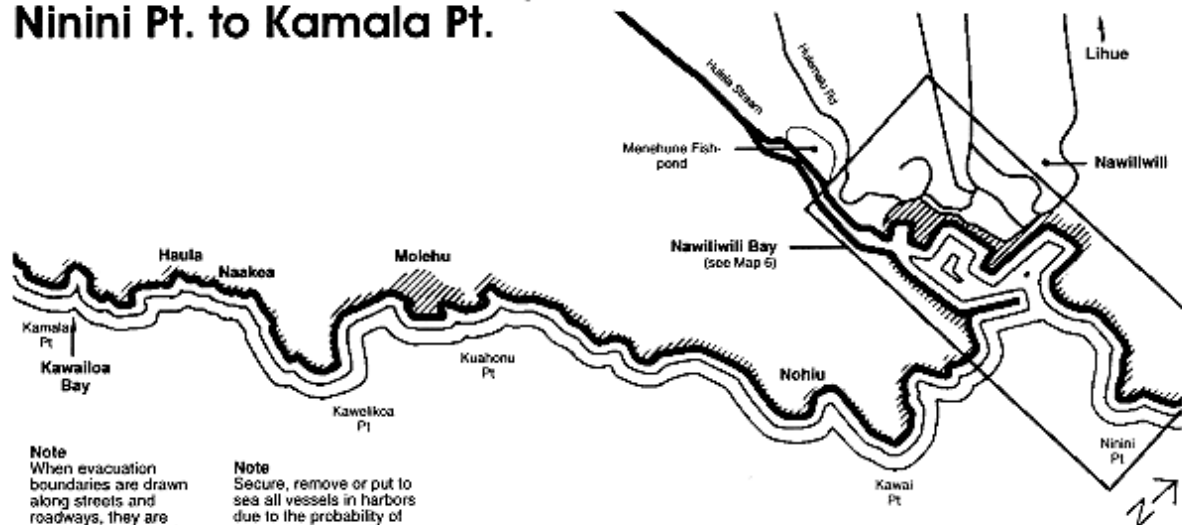 Ninini Pt. to Kamala Pt.
Lihue
Huleia Stream
Hulemalu Rd
Menehune Fish-
pond
Nawiliwili
Nawiliwili Bay
(see Map 6)
Haula
Naakea
Molehu
Kamala
Pt
Kawailoa
Bay
Kuahonu
Pt
Nohiu
Kawelikoa
Pt
Ninini
Pt
Kawai
Pt
N
Note
When evacuation
boundaries are drawn
along streets and
roadways, they are
Note
Secure, remove or put to
sea all vessels in harbors
due to the probability of